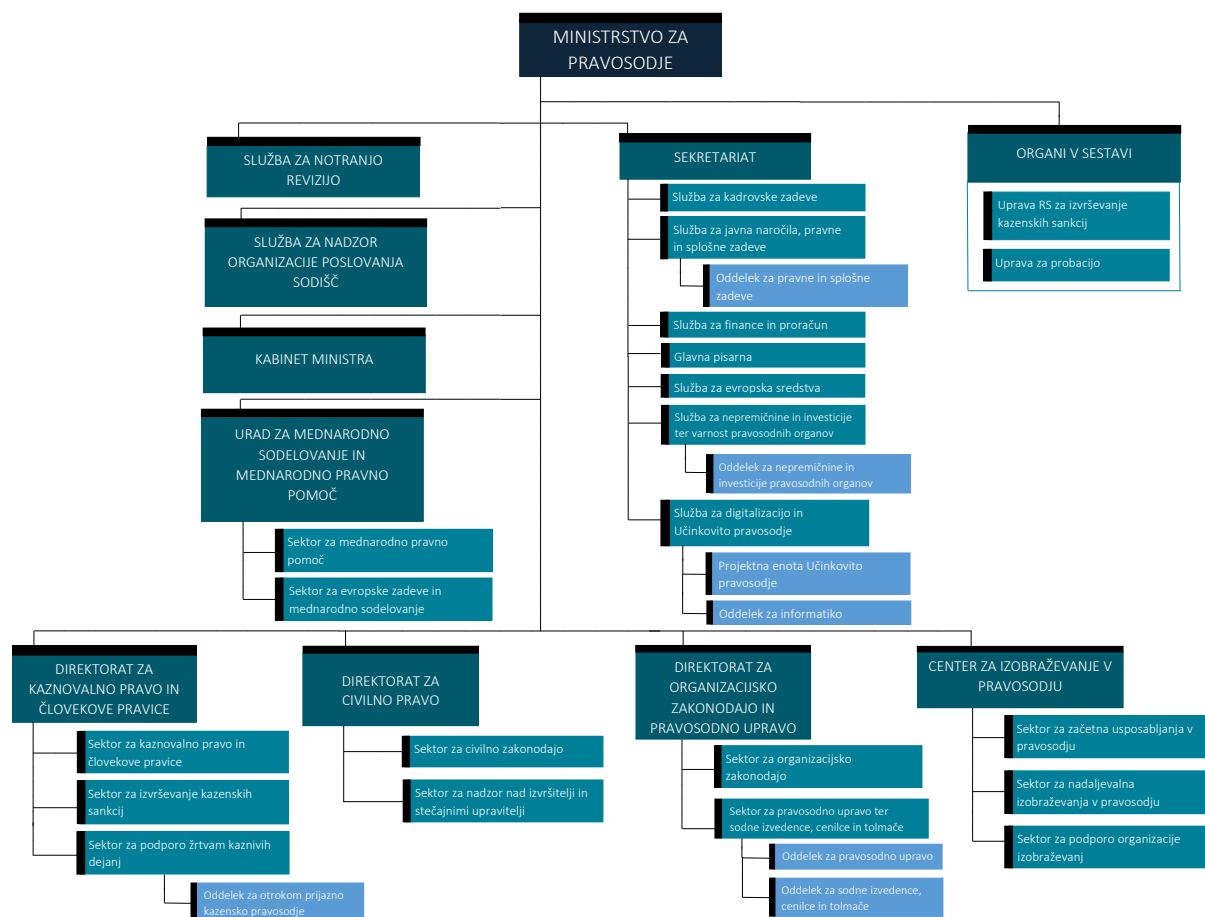 MINISTRSTVO ZA
PRAVOSODJE
SLUŽBA ZA NOTRANJO
REVIZIJO
SLUŽBA ZA NADZOR
ORGANIZACIJE POSLOVANJA
SODIŠČ
KABINET MINISTRA
URAD ZA MEDNARODNO
SODELOVANJE IN
MEDNARODNO PRAVNO
POMOČ
Sektor za mednarodno pravno
pomoč
Sektor za evropske zadeve in
mednarodno sodelovanje
SEKRETARIAT
Služba za kadrovske zadeve
Služba za javna naročila, pravne
in splošne zadeve
Oddelek za pravne in splošne
zadeve
Služba za finance in proračun
Glavna pisarna
Služba za evropska sredstva
Služba za nepremičnine in investicije
ter varnost pravosodnih organov
Oddelek za nepremičnine in
investicije pravosodnih organov
Služba za digitalizacijo in
Učinkovito pravosodje
Projektna enota Učinkovito
pravosodje
Oddelek za informatiko
ORGANI V SESTAVI
Uprava RS za izvrševanje
kazenskih sankcij
Uprava za probacijo
DIREKTORAT ZA
KAZNOVALNO PRAVO IN
ČLOVEKOVE PRAVICE
Sektor za kaznovalno pravo in
človekove pravice
Sektor za izvrševanje kazenskih
sankcij
Sektor za podporo žrtvam kaznivih
dejanj
Oddelek za otrokom prijazno
kazensko pravosodje
DIREKTORAT ZA
CIVILNO PRAVO
Sektor za civilno zakonodajo
Sektor za nadzor nad izvršitelji in
stečajnimi upravitelji
DIREKTORAT ZA
ORGANIZACIJSKO
ZAKONODAJO IN
PRAVOSODNO UPRAVO
Sektor za organizacijsko
zakonodajo
Sektor za pravosodno upravo ter
sodne izvedence, cenilce in tolmače
Oddelek za pravosodno upravo
Oddelek za sodne izvedence,
cenilce in tolmače
CENTER ZA IZOBRAŽEVANJE V
PRAVOSODJU
Sektor za začetna usposabljanja v
pravosodju
Sektor za nadaljevalna
izobraževanja v pravosodju
Sektor za podporo organizacije
izobraževanj